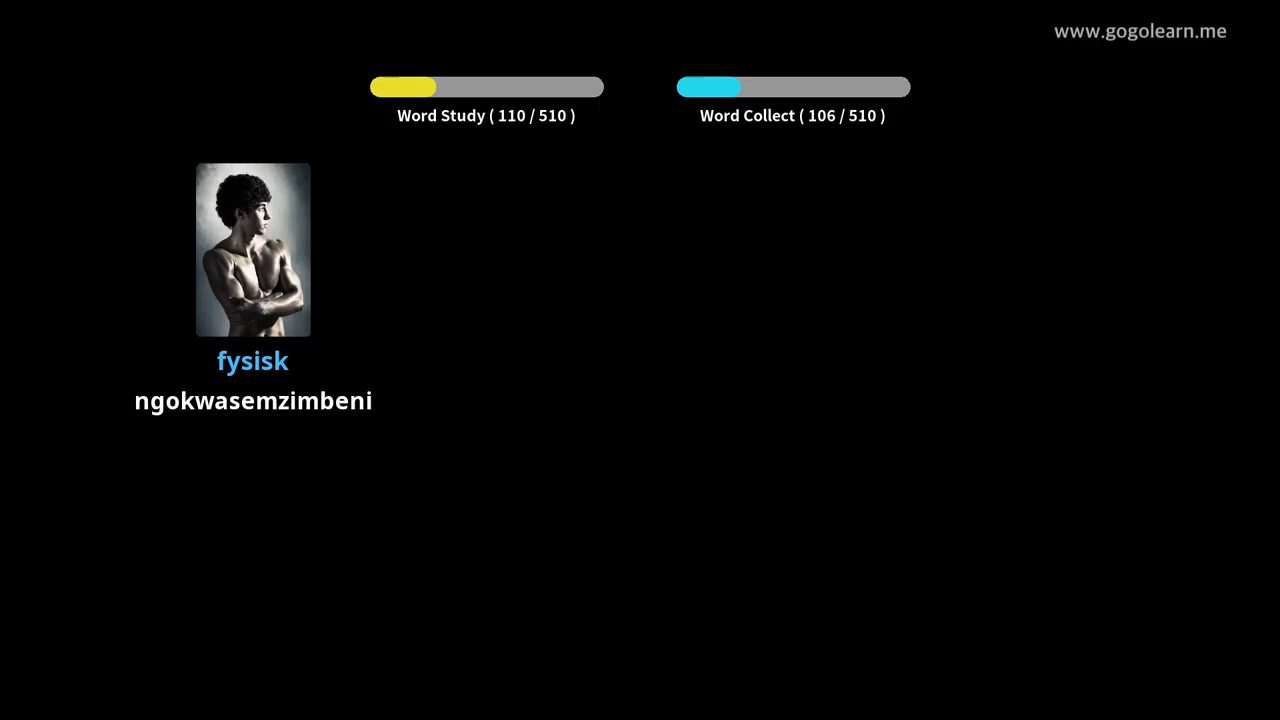 www.gogolearn.me
Word Study ( 110 / 510 )
Word Collect ( 106 / 510 )
fysisk
ngokwasemzimbeni